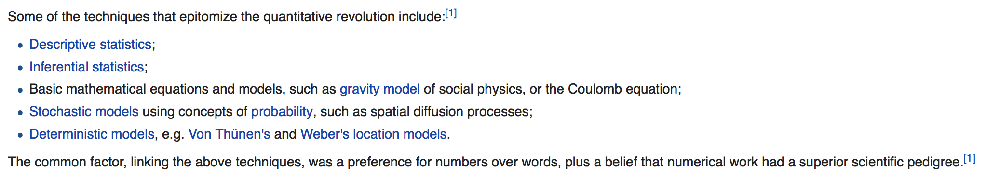 Some of the techniques that epitomize the quantitative revolution include:[1]
• Descriptive statistics;
• Inferential statistics;
• Basic mathematical equations and models, such as gravity model of social physics, or the Coulomb equation;
• Stochastic models using concepts of probability, such as spatial diffusion processes;
• Deterministic models, e.g. Von Thünen's and Weber's location models.
The common factor, linking the above techniques, was a preference for numbers over words, plus a belief that numerical work had a superior scientific pedigree.[1]